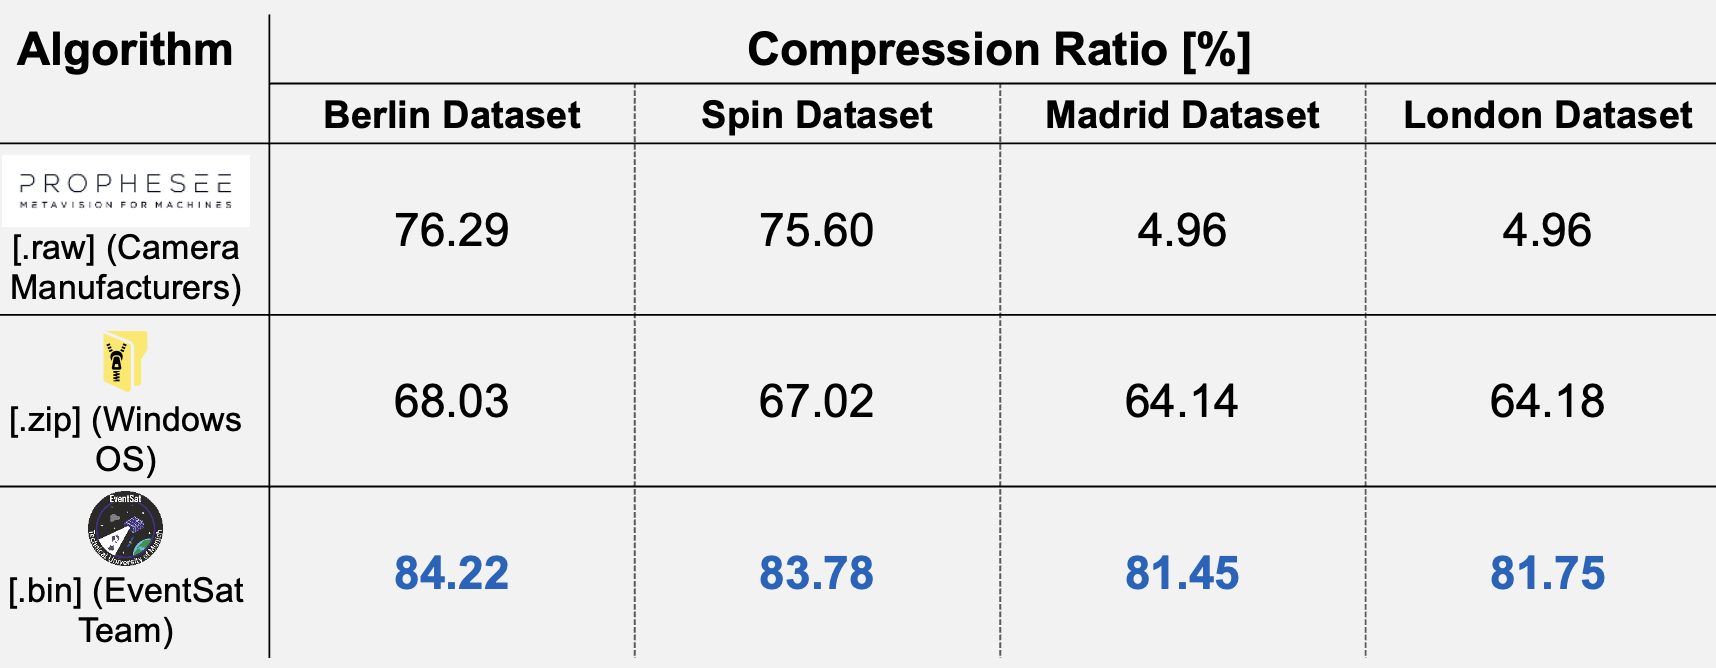 Algorithm
Compression Ratio [%]
Berlin Dataset Spin Dataset Madrid Dataset London Dataset
PROPHESEE
METAVISION FOR MACHINES
[.raw] (Camera
Manufacturers)
76.29 75.60 4.96 4.96
[.zip] (Windows
OS)
68.03 67.02 64.14 64.18
EventSat
Technical University of Munich
[.bin] (EventSat
Team)
84.22 83.78 81.45 81.75